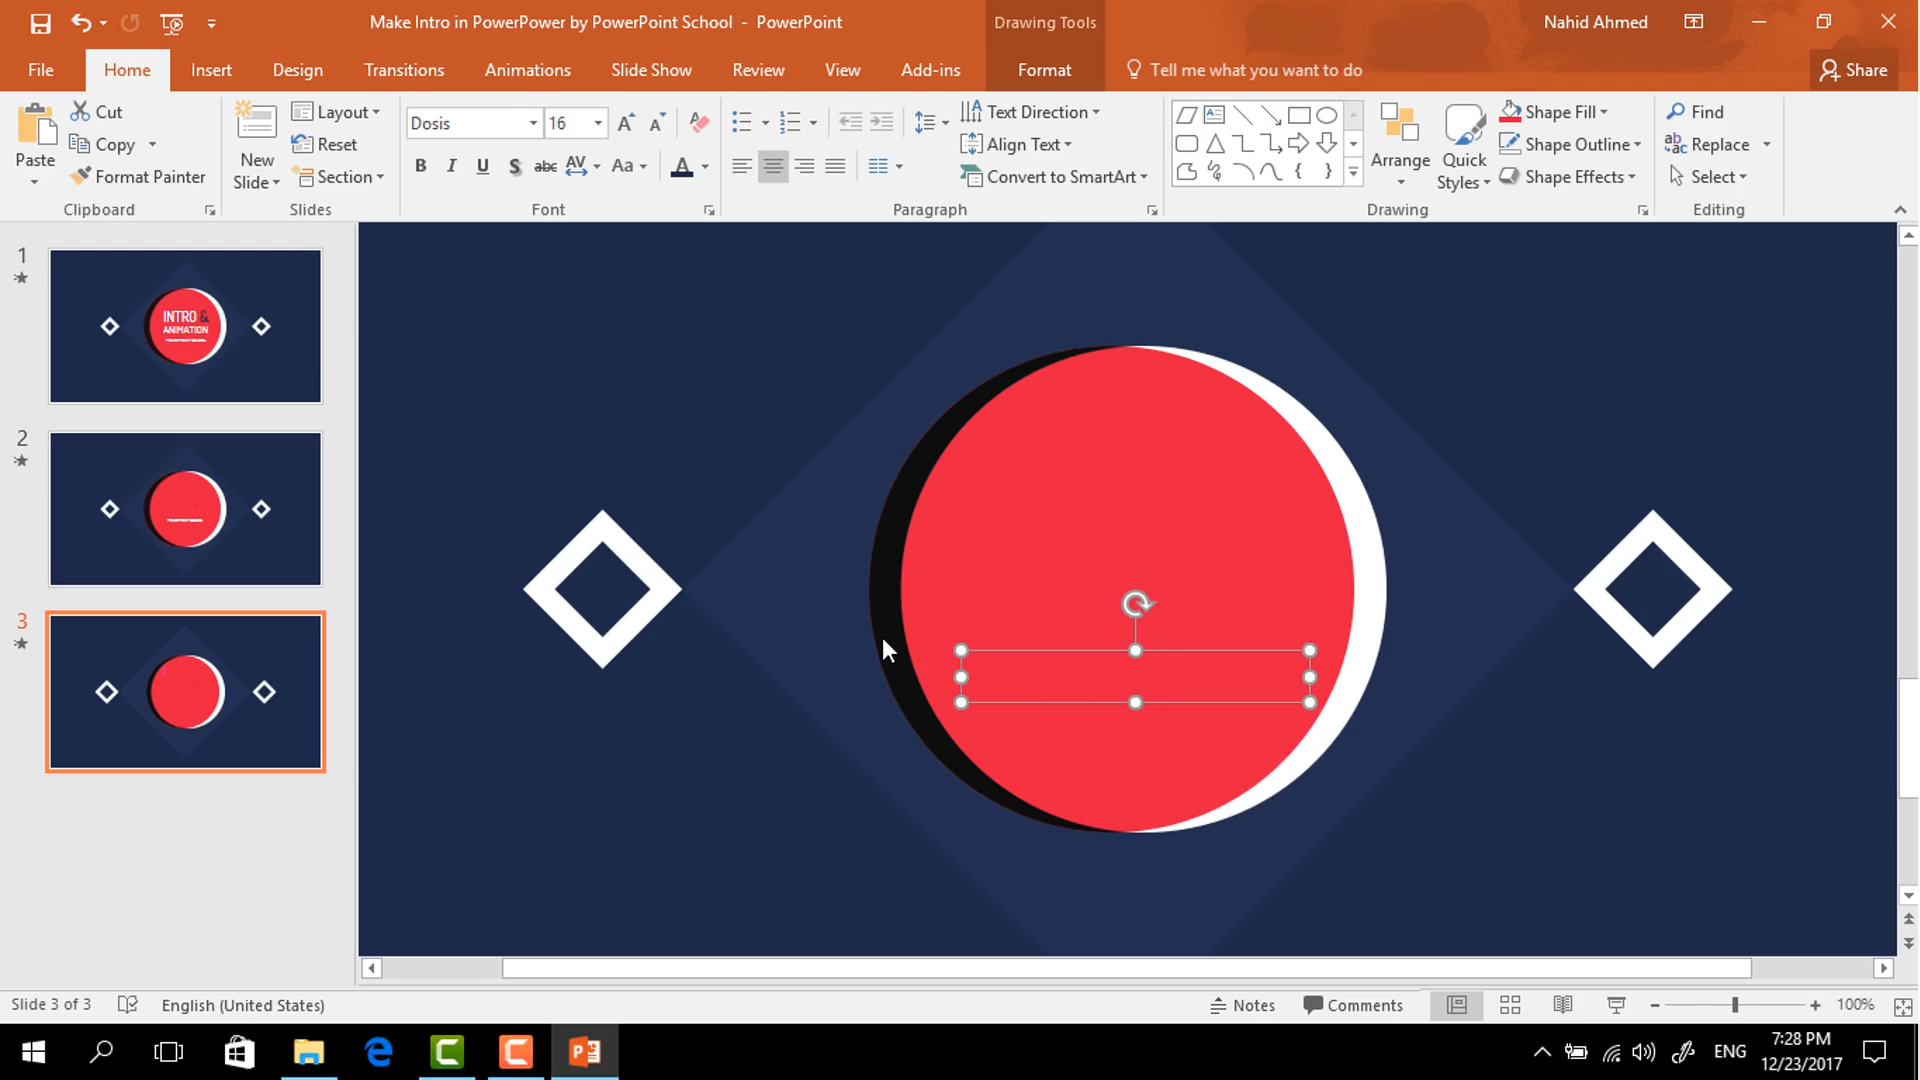 Make Intro in PowerPower by PowerPoint School - PowerPoint
Drawing Tools
Nahid Ahmed
File
Home
Insert
Design
Transitions
Animations
Slide Show
Review
View
Add-ins
Format
Tell me what you want to do
Share
Paste
Cut
Copy
Format Painter
Clipboard
New Slide
Layout
Reset
Section
Slides
Dosis
16
B I U S abc AV Aa A
Font
Text Direction
Align Text
Convert to SmartArt
Paragraph
Arrange
Quick Styles
Shape Fill
Shape Outline
Shape Effects
Drawing
Find
Replace
Select
Editing
1
INTRO &
ANIMATION
2
3
Slide 3 of 3
English (United States)
Notes
Comments
100%
ENG
7:28 PM
12/23/2017